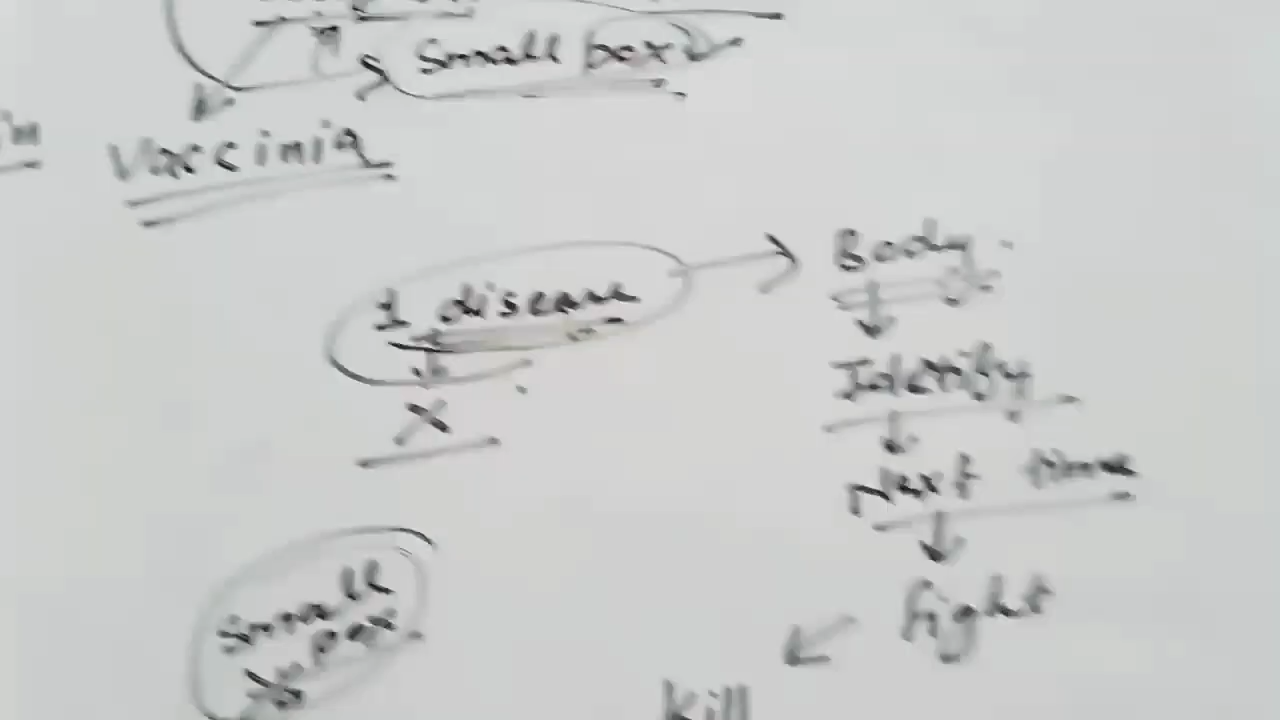 Small pox
Vaccinia
1 disease
Body
Identify
X
Next time
Small
pox
fight
kill